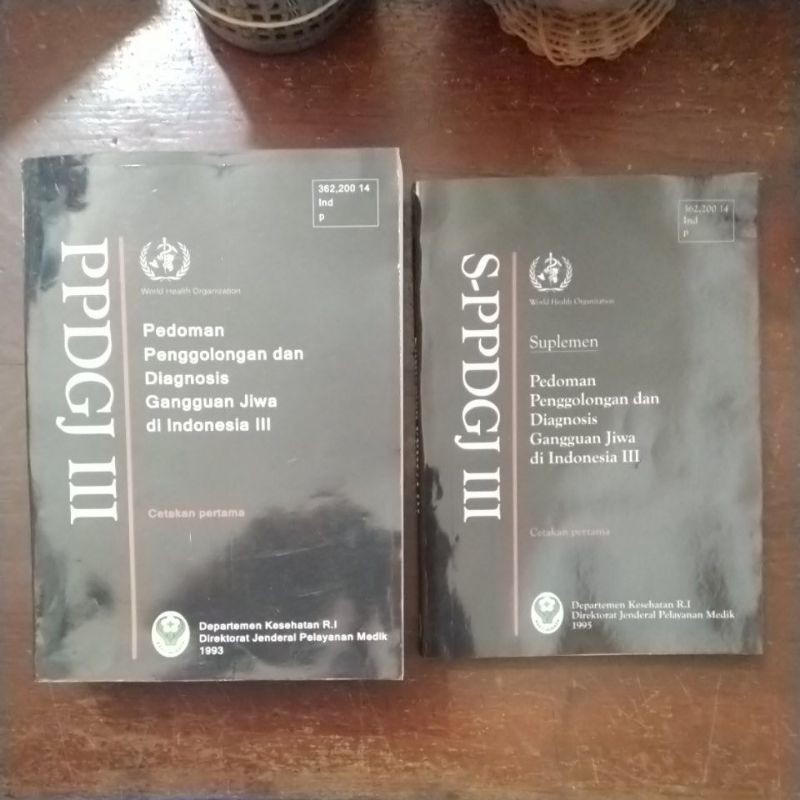 362,200 14
Ind
p
PPDGJ III
World Health Organization
Pedoman
Penggolongan dan
Diagnosis
Gangguan Jiwa
di Indonesia III
Cetakan pertama
Departemen Kesehatan R.I
Direktorat Jenderal Pelayanan Medik
1993
362,200 14
Ind
p
S-PPDGJ III
World Health Organization
Suplemen
Pedoman
Penggolongan dan
Diagnosis
Gangguan Jiwa
di Indonesia III
Cetakan pertama
Departemen Kesehatan R.I
Direktorat Jenderal Pelayanan Medik
1995